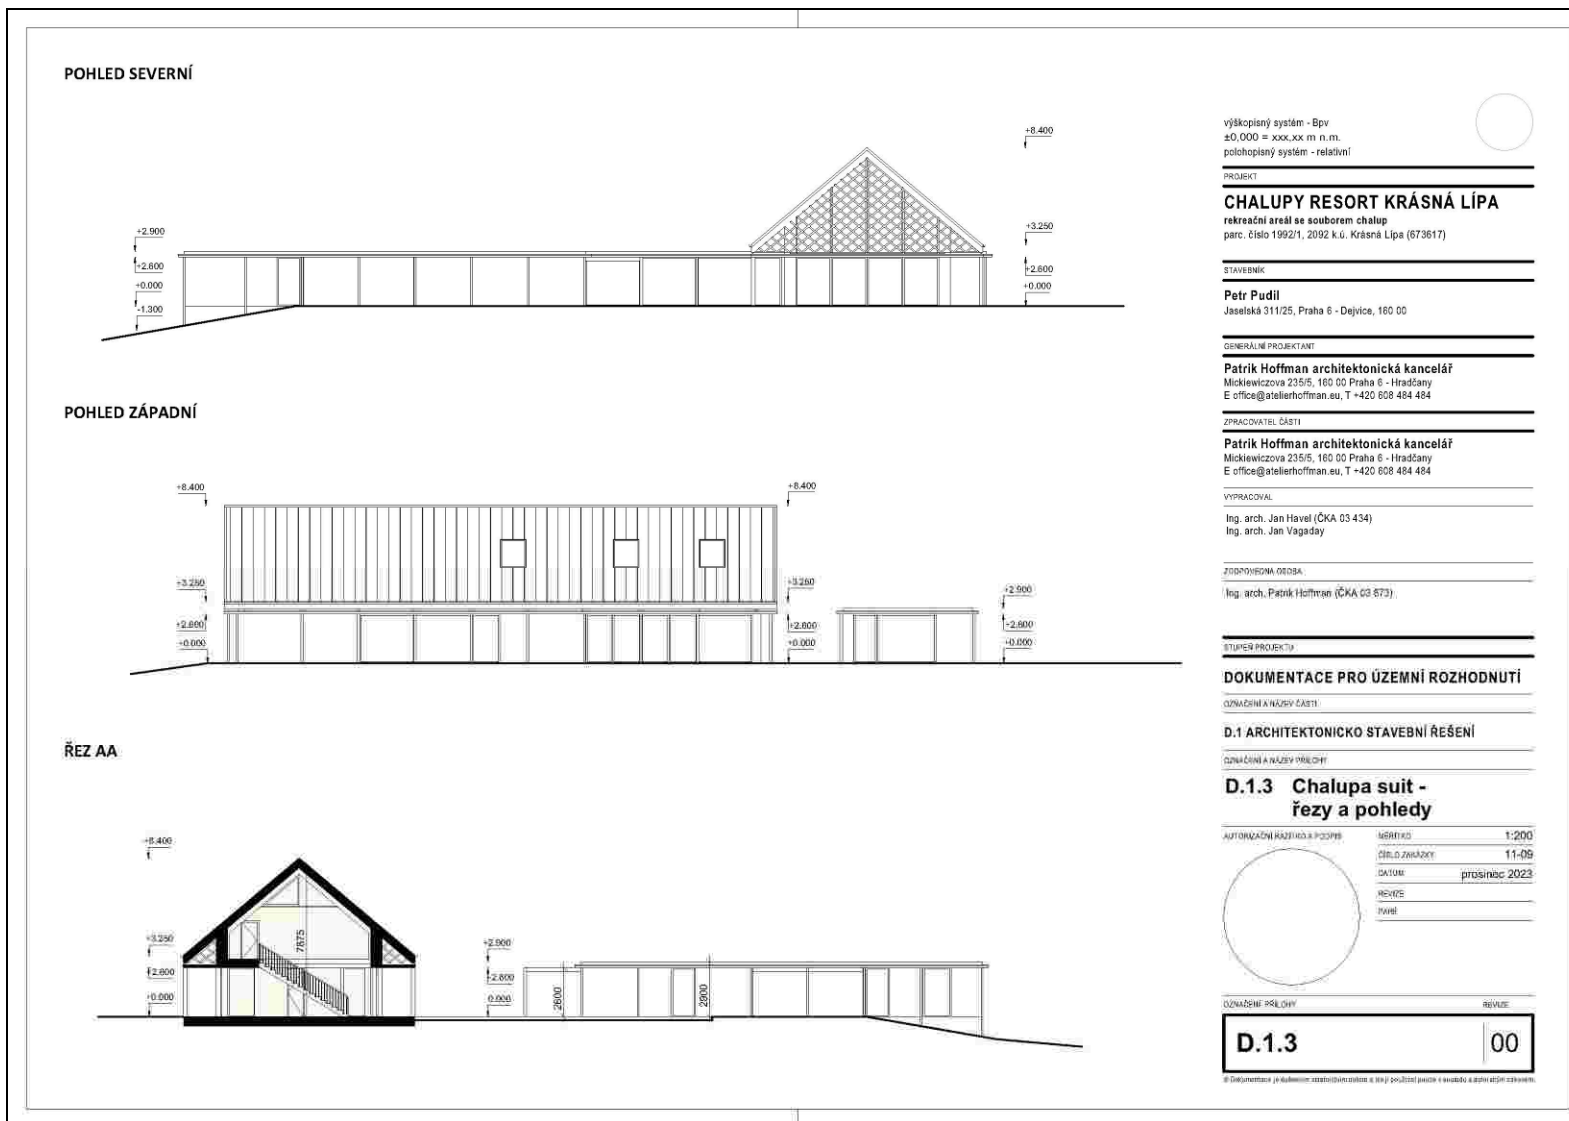 POHLED SEVERNÍ
+8.400
+2.900
+3.250
+2.600
+2.600
+0.000
+0.000
-1.300
POHLED ZÁPADNÍ
+8.400
+8.400
+3.250
+3.250
+2.900
+2.600
+2.600
+2.600
+0.000
+0.000
+0.000
ŘEZ AA
+8.400
7875
+3.250
+2.900
+2.600
+2.600
2600
2900
+0.000
0.000
výškopisný systém - Bpv
±0,000 = xxx,xx m n.m.
polohopisný systém - relativní
PROJEKT
CHALUPY RESORT KRÁSNÁ LÍPA
rekreační areál se souborem chalup
parc. číslo 1992/1, 2092 k.ú. Krásná Lípa (673617)
STAVEBNÍK
Petr Pudil
Jaselská 311/25, Praha 6 - Dejvice, 160 00
GENERÁLNÍ PROJEKTANT
Patrik Hoffman architektonická kancelář
Mickiewiczova 235/5, 160 00 Praha 6 - Hradčany
E office@atelierhoffman.eu, T +420 608 484 484
ZPRACOVATEL ČÁSTI
Patrik Hoffman architektonická kancelář
Mickiewiczova 235/5, 160 00 Praha 6 - Hradčany
E office@atelierhoffman.eu, T +420 608 484 484
VYPRACOVAL
Ing. arch. Jan Havel (ČKA 03 434)
Ing. arch. Jan Vagaday
ZODPOVĚDNÁ OSOBA
Ing. arch. Patrik Hoffman (ČKA 03 673)
STUPEŇ PROJEKTU
DOKUMENTACE PRO ÚZEMNÍ ROZHODNUTÍ
OZNAČENÍ A NÁZEV ČÁSTI
D.1 ARCHITEKTONICKO STAVEBNÍ ŘEŠENÍ
OZNAČENÍ A NÁZEV PŘÍLOHY
D.1.3 Chalupa suit -
řezy a pohledy
AUTORIZAČNÍ RAZÍTKO A PODPIS
MĚŘÍTKO 1:200
ČÍSLO ZAKÁZKY 11-09
DATUM prosinec 2023
REVIZE
PARÉ
OZNAČENÍ PŘÍLOHY REVIZE
D.1.3 00